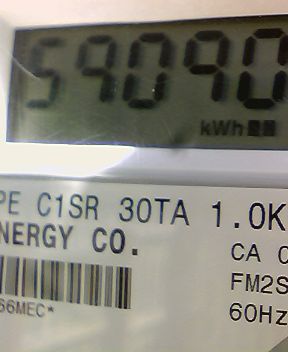 59090
kWh
PE C1SR 30TA 1.0K
NERGY CO.
CA
FM2S
60Hz
66MEC*